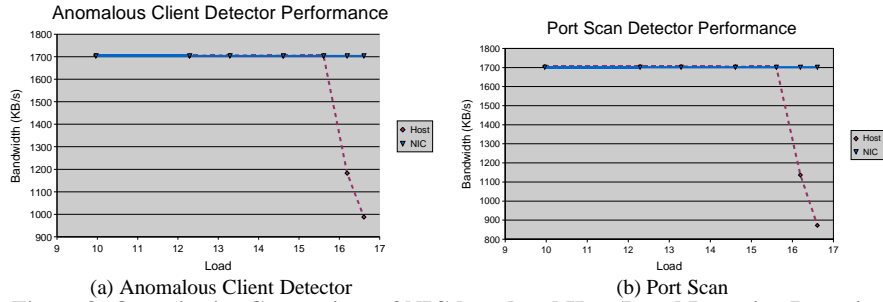 Anomalous Client Detector Performance
1800
1700
1600
1500
1400
1300
1200
1100
1000
900
9 10 11 12 13 14 15 16 17
Bandwidth (KB/s)
Load
Host
NIC
(a) Anomalous Client Detector
Port Scan Detector Performance
1800
1700
1600
1500
1400
1300
1200
1100
1000
900
800
9 10 11 12 13 14 15 16 17
Bandwidth (KB/s)
Load
Host
NIC
(b) Port Scan